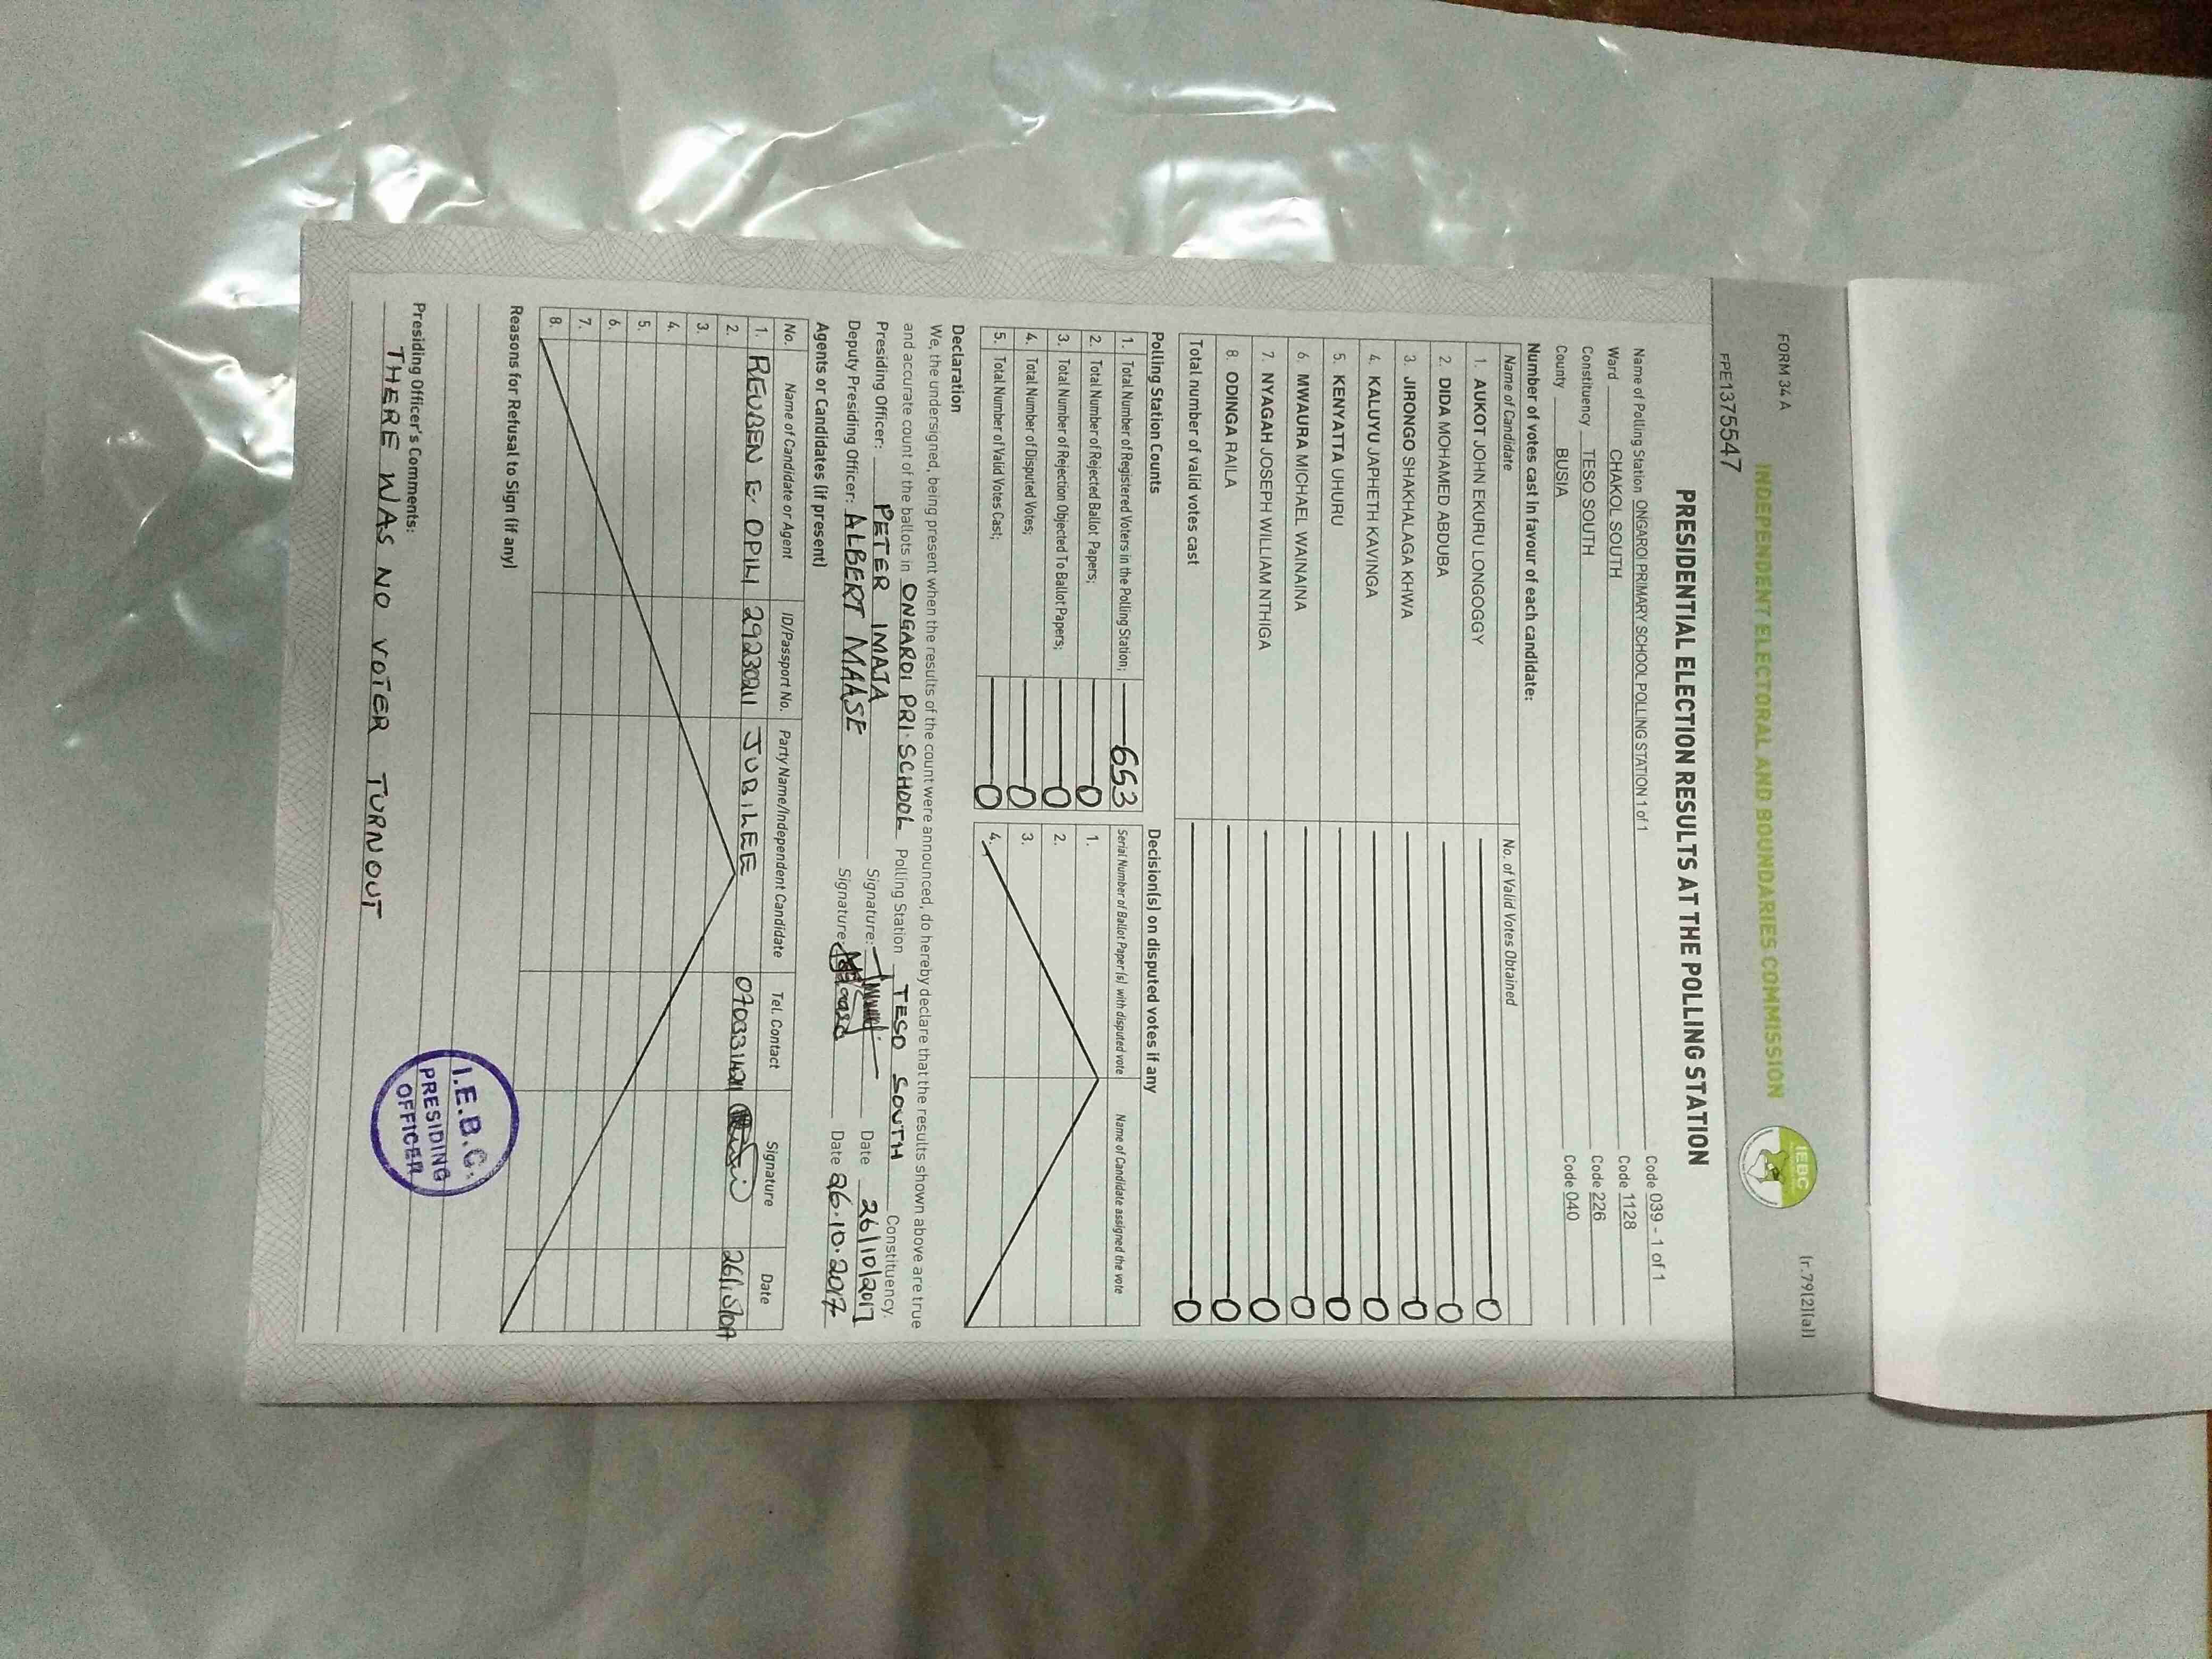 FORM 34 A
(r.79(2)(a))
INDEPENDENT ELECTORAL AND BOUNDARIES COMMISSION
IEBC
FPE1375547
PRESIDENTIAL ELECTION RESULTS AT THE POLLING STATION
Name of Polling Station ONGAROI PRIMARY SCHOOL POLLING STATION 1 of 1 Code 039 - 1 of 1
Ward CHAKOL SOUTH Code 1128
Constituency TESO SOUTH Code 226
County BUSIA Code 040
Number of votes cast in favour of each candidate:
Name of Candidate No. of Valid Votes Obtained
1. AUKOT JOHN EKURU LONGOGGY 0
2. DIDA MOHAMED ABDUBA 0
3. JIRONGO SHAKHALAGA KHWA 0
4. KALUYU JAPHETH KAVINGA 0
5. KENYATTA UHURU 0
6. MWAURA MICHAEL WAINAINA 0
7. NYAGAH JOSEPH WILLIAM NTHIGA 0
8. ODINGA RAILA 0
Total number of valid votes cast 0
Polling Station Counts
1. Total Number of Registered Voters in the Polling Station; 653
2. Total Number of Rejected Ballot Papers; 0
3. Total Number of Rejection Objected To Ballot Papers; 0
4. Total Number of Disputed Votes; 0
5. Total Number of Valid Votes Cast; 0
Decision(s) on disputed votes if any
Serial Number of Ballot Paper(s) with disputed vote Name of Candidate assigned the vote
1.
2.
3.
4.
Declaration
We, the undersigned, being present when the results of the count were announced, do hereby declare that the results shown above are true
and accurate count of the ballots in ONGAROI PRI. SCHOOL Polling Station TESO SOUTH Constituency.
Presiding Officer: PETER IMAJA Signature: Date 26/10/2017
Deputy Presiding Officer: ALBERT MAASE Signature: Date 26.10.2017
Agents or Candidates (if present)
No. Name of Candidate or Agent ID/Passport No. Party Name/Independent Candidate Tel. Contact Signature Date
1. REUBEN E OPILI 29230211 JUBILEE
2.
3.
4.
5.
6.
7.
8.
Reasons for Refusal to Sign (if any)
Presiding Officer's Comments:
THERE WAS NO VOTER TURNOUT
I.E.B.C.
PRESIDING
OFFICER